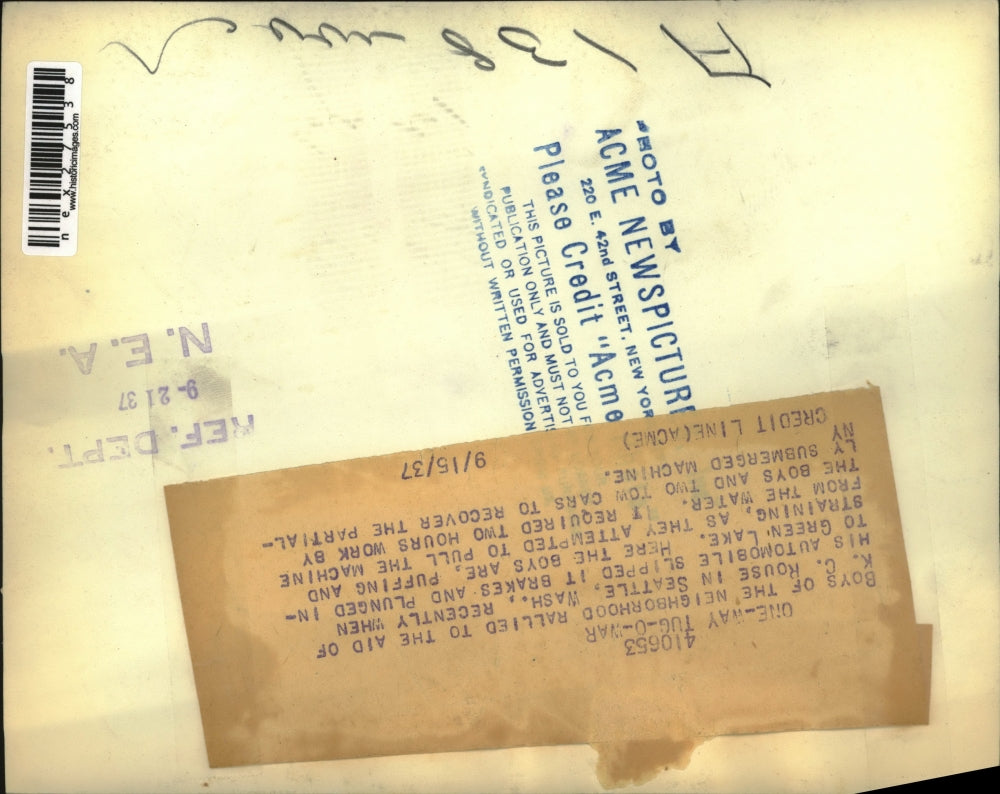 nex27538
www.historicimages.com
PHOTO BY
ACME NEWSPICTUR
220 E. 42nd STREET, NEW YOR
Please Credit "Acme
THIS PICTURE IS SOLD TO YOU F
PUBLICATION ONLY AND MUST NOT
SYNDICATED OR USED FOR ADVERTI
WITHOUT WRITTEN PERMISSION
REF. DEPT.
9-21 37
N.E.A.
410653
ONE-WAY TUG-O-WAR
BOYS OF THE NEIGHBORHOOD RALLIED TO THE AID OF
K. C. ROUSE IN SEATTLE, WASH., RECENTLY WHEN
HIS AUTOMOBILE SLIPPED IT BRAKES AND PLUNGED IN-
TO GREEN LAKE. HERE THE BOYS ARE, PUFFING AND
STRAINING, AS THEY ATTEMPTED TO PULL THE MACHINE
FROM THE WATER. IT REQUIRED TWO HOURS WORK BY
THE BOYS AND TWO TOW CARS TO RECOVER THE PARTIAL-
LY SUBMERGED MACHINE.
NY
CREDIT LINE(ACME) 9/15/37